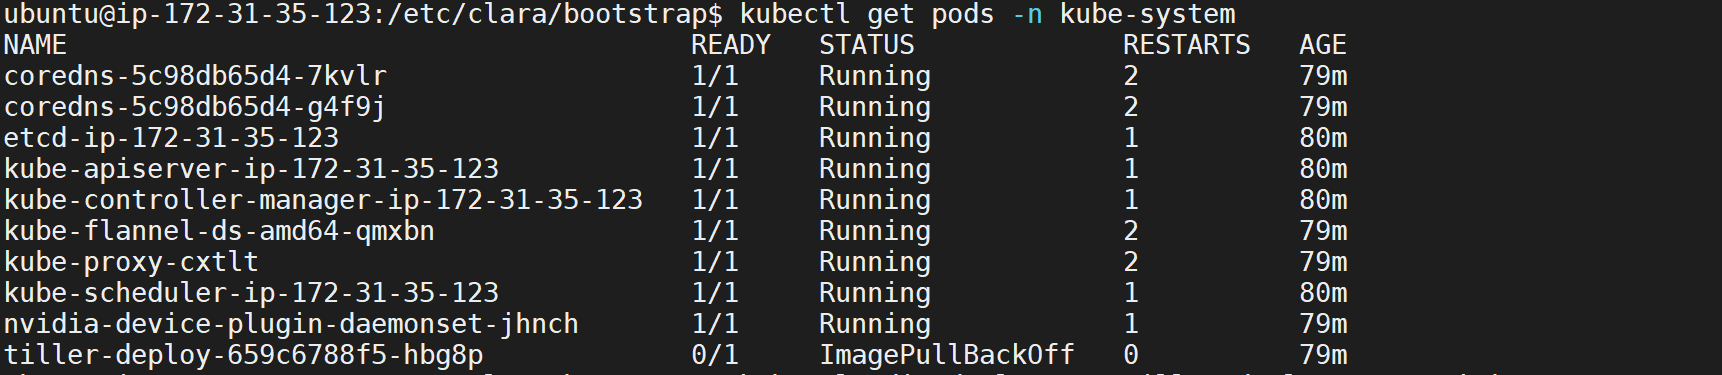 ubuntu@ip-172-31-35-123:/etc/clara/bootstrap$ kubectl get pods -n kube-system
NAME READY STATUS RESTARTS AGE
coredns-5c98db65d4-7kvlr 1/1 Running 2 79m
coredns-5c98db65d4-g4f9j 1/1 Running 2 79m
etcd-ip-172-31-35-123 1/1 Running 1 80m
kube-apiserver-ip-172-31-35-123 1/1 Running 1 80m
kube-controller-manager-ip-172-31-35-123 1/1 Running 1 80m
kube-flannel-ds-amd64-qmxbn 1/1 Running 2 79m
kube-proxy-cxtlt 1/1 Running 2 79m
kube-scheduler-ip-172-31-35-123 1/1 Running 1 80m
nvidia-device-plugin-daemonset-jhnch 1/1 Running 1 79m
tiller-deploy-659c6788f5-hbg8p 0/1 ImagePullBackOff 0 79m